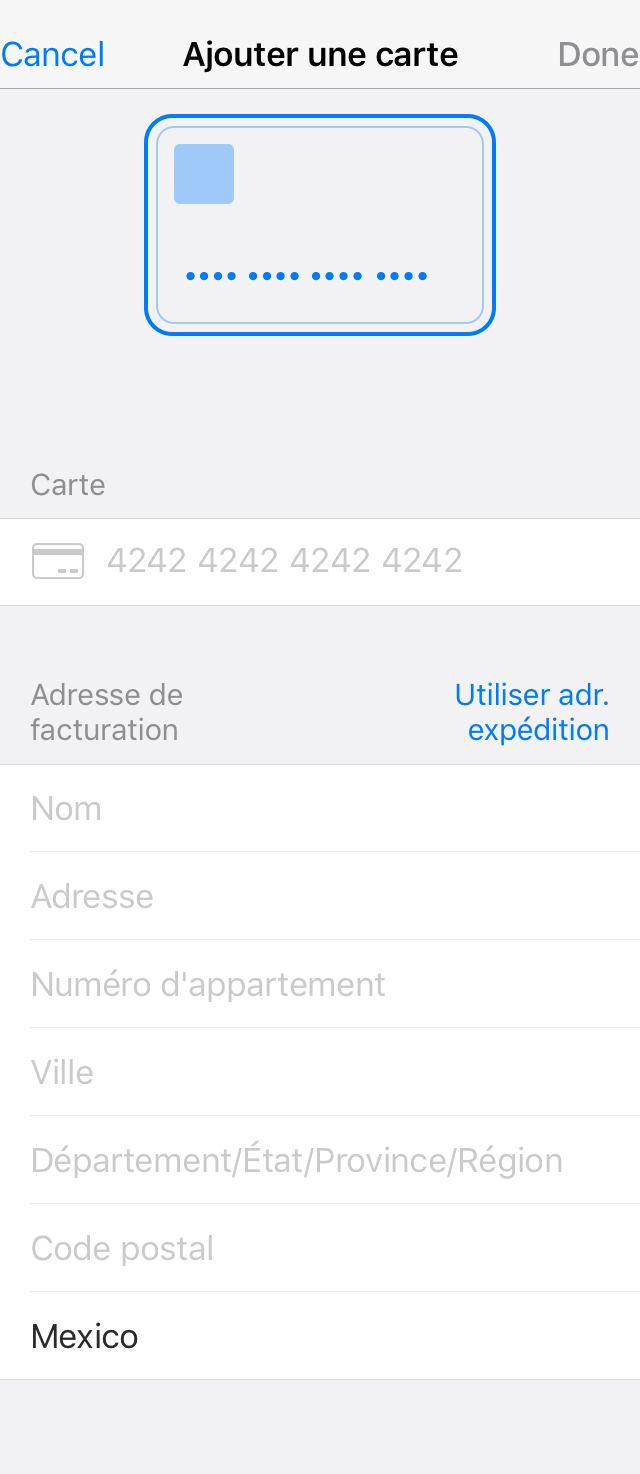 Cancel Ajouter une carte Done
•••• •••• •••• ••••
Carte
4242 4242 4242 4242
Adresse de
facturation
Utiliser adr.
expédition
Nom
Adresse
Numéro d'appartement
Ville
Département/État/Province/Région
Code postal
Mexico